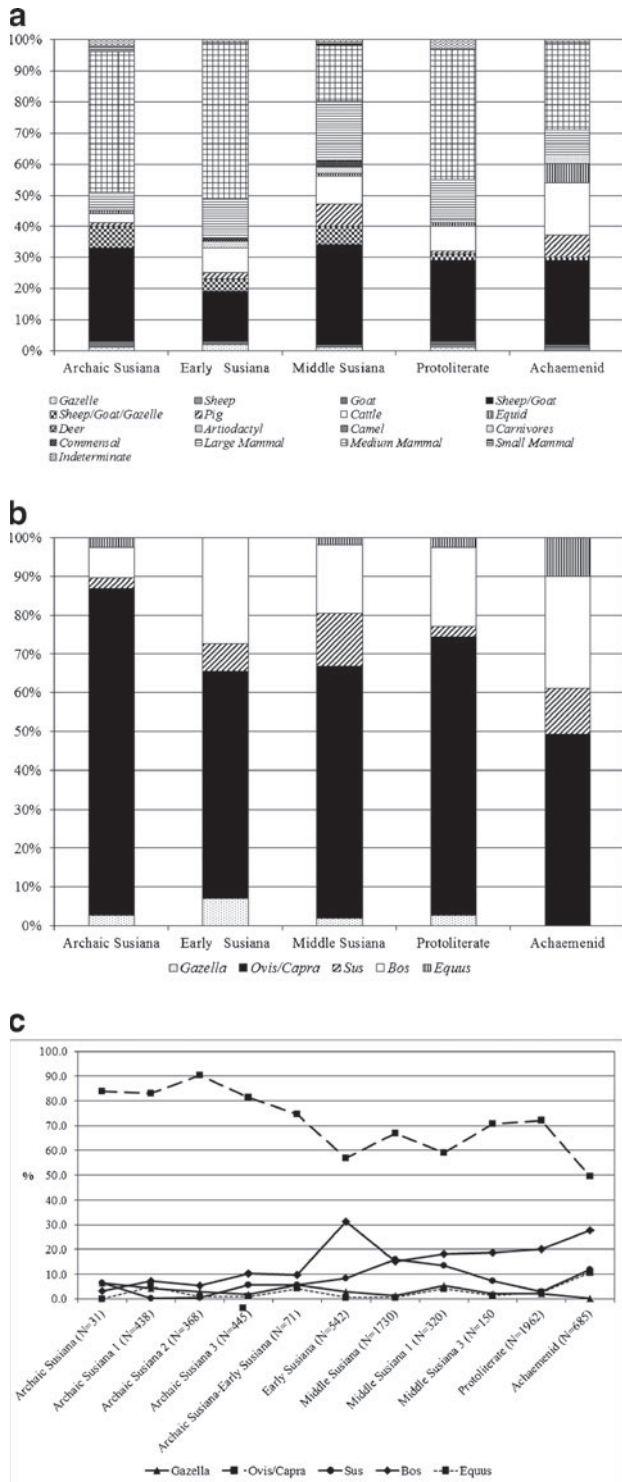 a
100%
90%
80%
70%
60%
50%
40%
30%
20%
10%
0%
Archaic Susiana Early Susiana Middle Susiana Protoliterate Achaemenid
Gazelle Sheep Goat Sheep/Goat
Sheep/Goat/Gazelle Pig Cattle Equid
Deer Artiodactyl Camel Carnivores
Commensal Large Mammal Medium Mammal Small Mammal
Indeterminate
b
100%
90%
80%
70%
60%
50%
40%
30%
20%
10%
0%
Archaic Susiana Early Susiana Middle Susiana Protoliterate Achaemenid
Gazella Ovis/Capra Sus Bos Equus
c
100.0
90.0
80.0
70.0
60.0
%
50.0
40.0
30.0
20.0
10.0
0.0
Archaic Susiana (N=31)
Archaic Susiana 1 (N=438)
Archaic Susiana 2 (N=368)
Archaic Susiana 3 (N=445)
Archaic Susiana-Early Susiana (N=71)
Early Susiana (N=542)
Middle Susiana (N=1730)
Middle Susiana 1 (N=320)
Middle Susiana 3 (N=150
Protoliterate (N=1962)
Achaemenid (N=685)
Gazella Ovis/Capra Sus Bos Equus